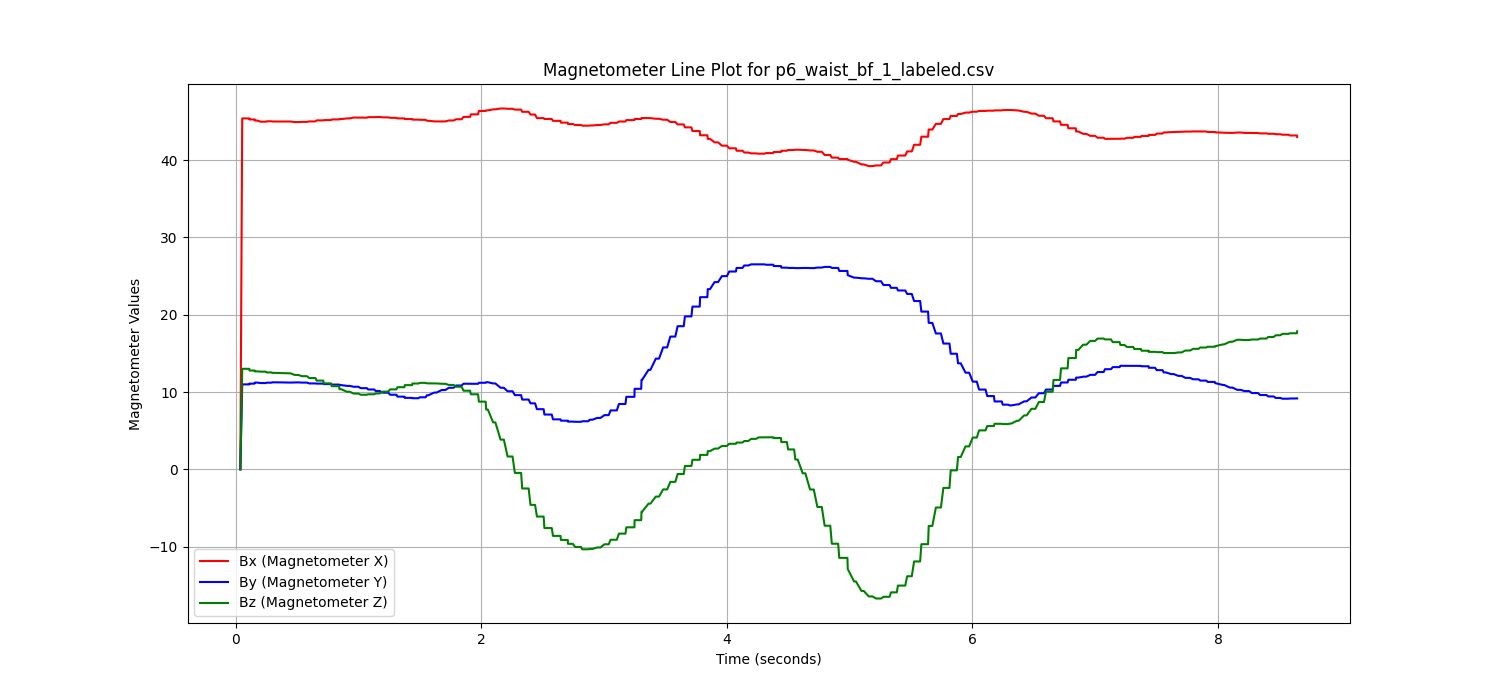 Magnetometer Line Plot for p6_waist_bf_1_labeled.csv
Magnetometer Values
40
30
20
10
0
−10
Bx (Magnetometer X)
By (Magnetometer Y)
Bz (Magnetometer Z)
0 2 4 6 8
Time (seconds)